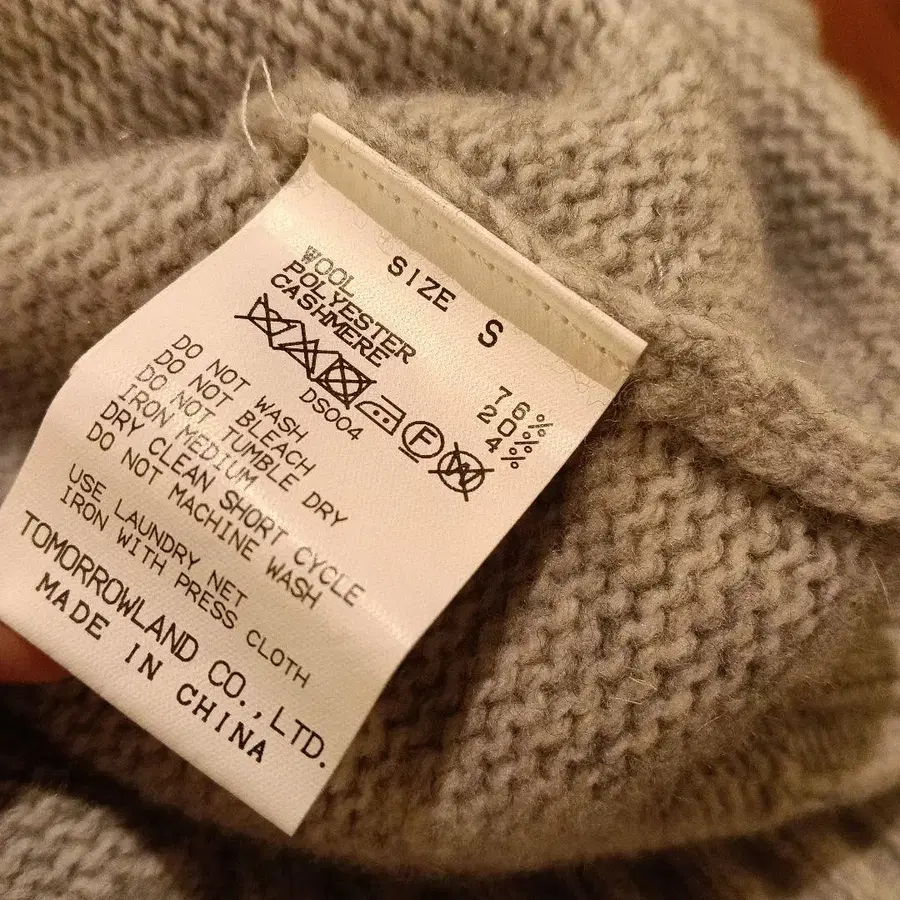 SIZE S
WOOL 76%
POLYESTER 20%
CASHMERE 4%
DS004
F
W
DO NOT WASH
DO NOT BLEACH
DO NOT TUMBLE DRY
IRON MEDIUM
DRY CLEAN SHORT CYCLE
DO NOT MACHINE WASH
USE LAUNDRY NET
IRON WITH PRESS CLOTH
TOMORROWLAND CO.,LTD.
MADE IN CHINA